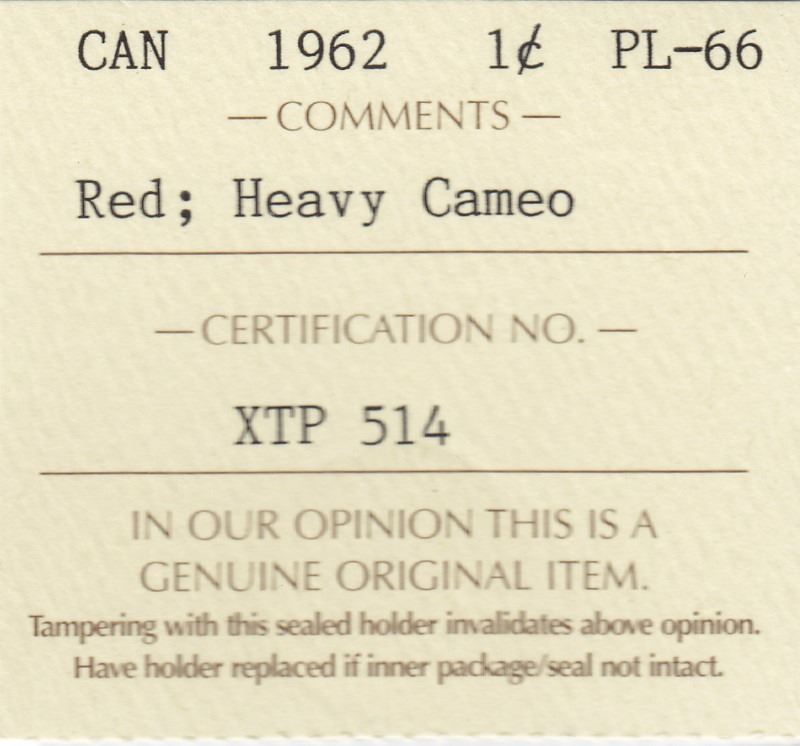 CAN 1962 1¢ PL-66
— COMMENTS —
Red; Heavy Cameo
— CERTIFICATION NO. —
XTP 514
IN OUR OPINION THIS IS A
GENUINE ORIGINAL ITEM.
Tampering with this sealed holder invalidates above opinion.
Have holder replaced if inner package/seal not intact.